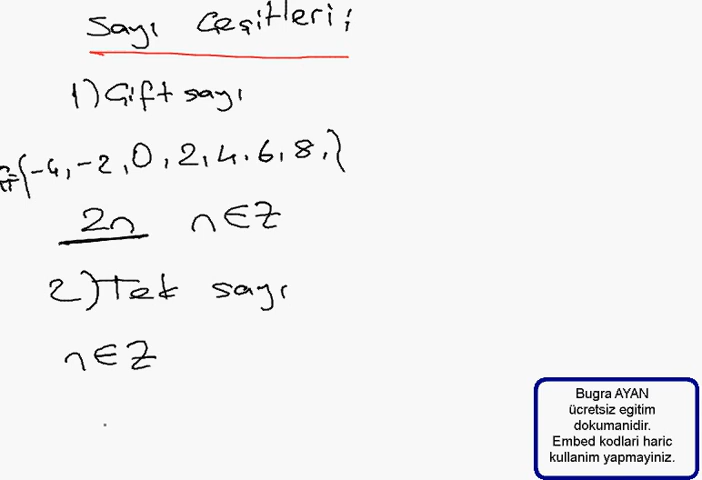 Sayı Çeşitleri:
1) Çift sayı
Ç={-4, -2, 0, 2, 4, 6, 8, }
2n n∈Z
2) Tek sayı
n∈Z
Bugra AYAN
ücretsiz egitim
dokumanidir.
Embed kodlari haric
kullanim yapmayiniz.